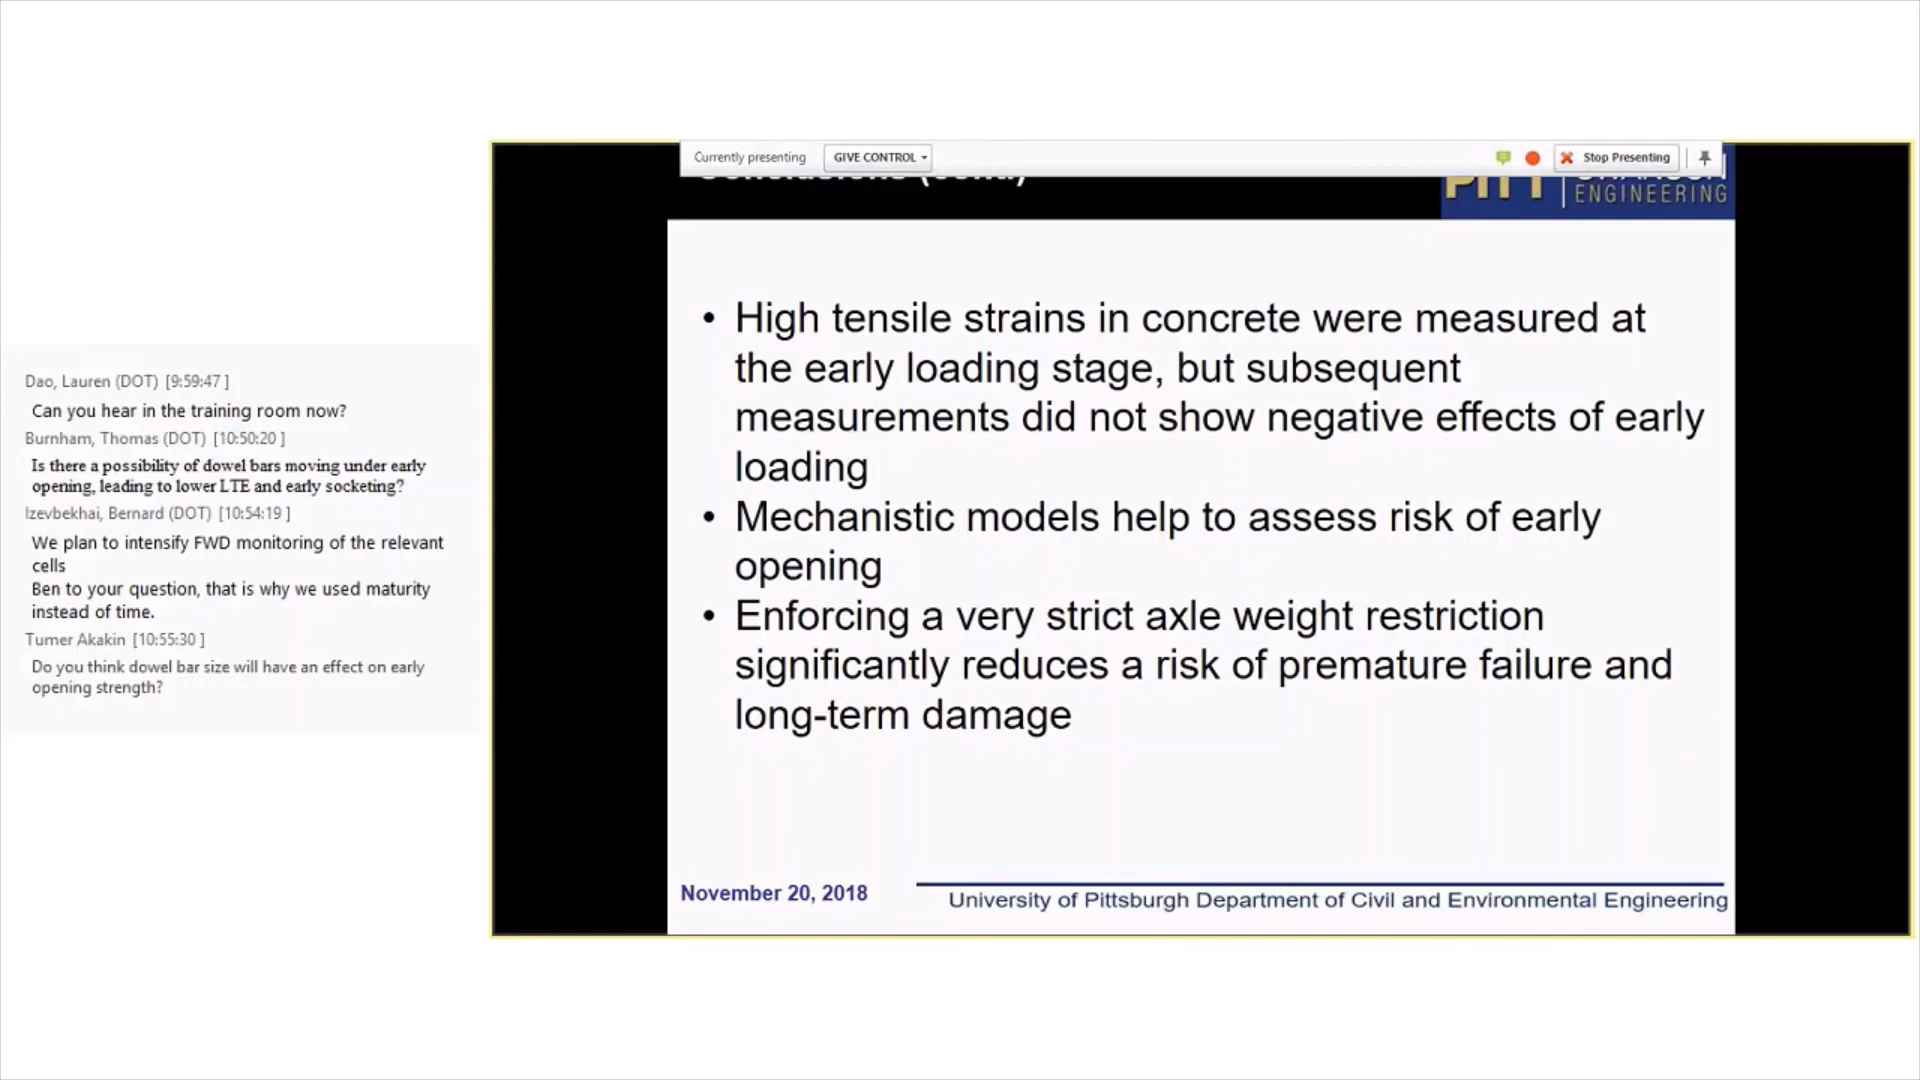 Dao, Lauren (DOT) [9:59:47 ]
Can you hear in the training room now?
Burnham, Thomas (DOT) [10:50:20 ]
Is there a possibility of dowel bars moving under early
opening, leading to lower LTE and early socketing?
Izevbekhai, Bernard (DOT) [10:54:19 ]
We plan to intensify FWD monitoring of the relevant
cells
Ben to your question, that is why we used maturity
instead of time.
Tumer Akakin [10:55:30 ]
Do you think dowel bar size will have an effect on early
opening strength?
Currently presenting GIVE CONTROL Stop Presenting
PITT
ENGINEERING
• High tensile strains in concrete were measured at
the early loading stage, but subsequent
measurements did not show negative effects of early
loading
• Mechanistic models help to assess risk of early
opening
• Enforcing a very strict axle weight restriction
significantly reduces a risk of premature failure and
long-term damage
November 20, 2018
University of Pittsburgh Department of Civil and Environmental Engineering